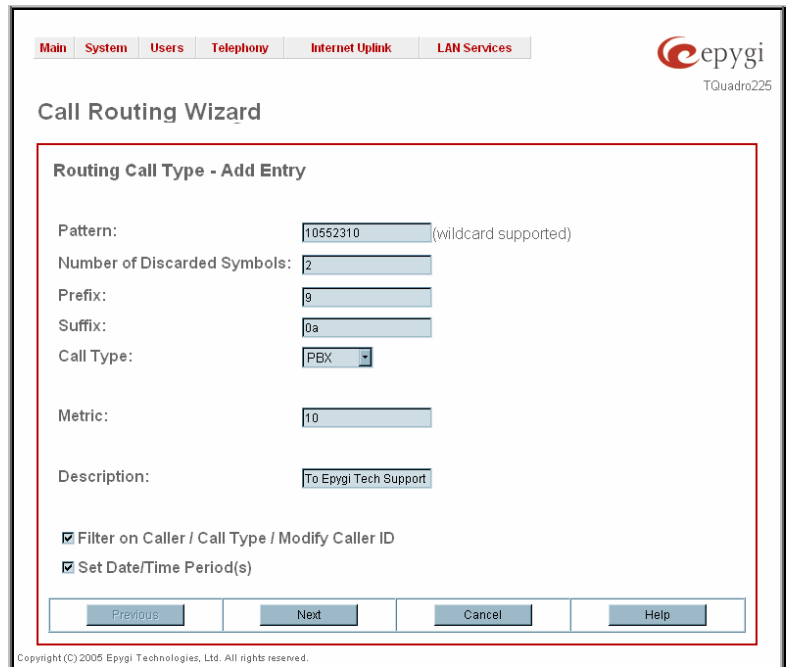 Main System Users Telephony Internet Uplink LAN Services
epygi
TQuadro225
Call Routing Wizard
Routing Call Type - Add Entry
Pattern: 10552310 (wildcard supported)
Number of Discarded Symbols: 2
Prefix: 9
Suffix: 0a
Call Type: PBX
Metric: 10
Description: To Epygi Tech Support
Filter on Caller / Call Type / Modify Caller ID
Set Date/Time Period(s)
Previous Next Cancel Help
Copyright (C) 2005 Epygi Technologies, Ltd. All rights reserved.